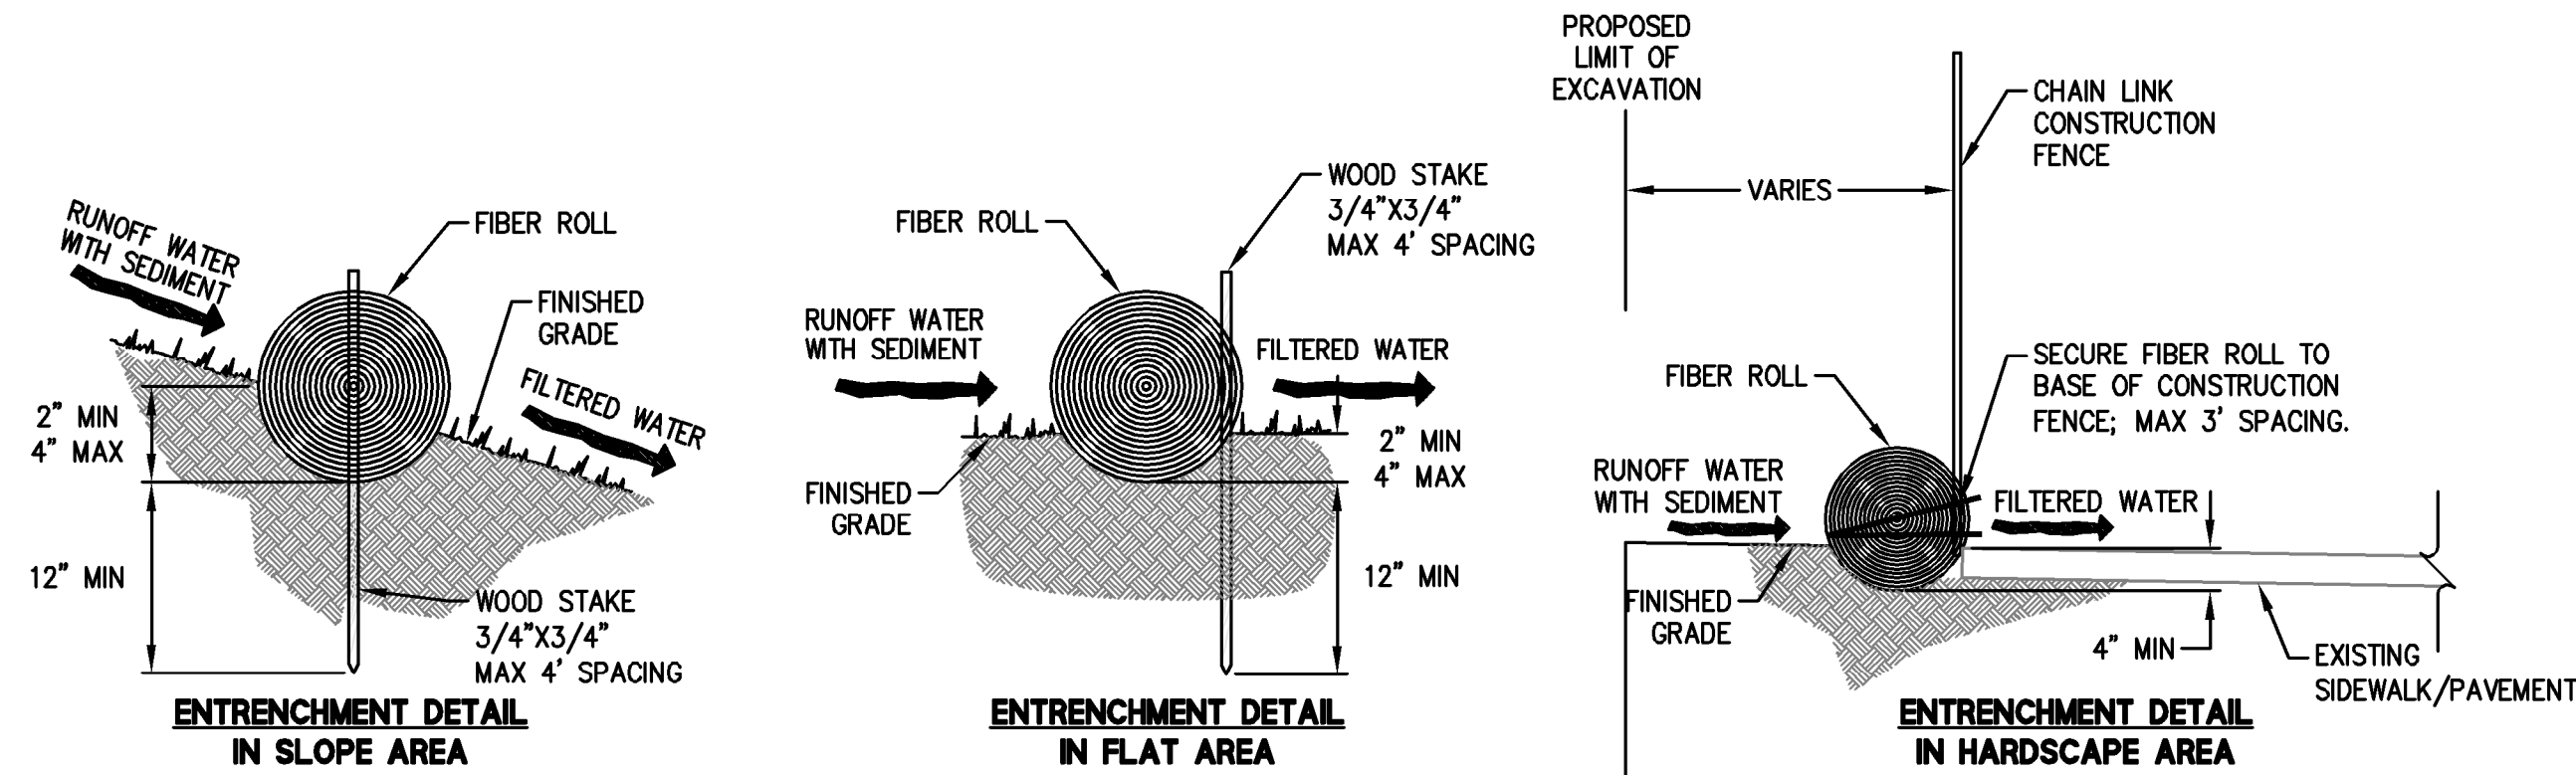 RUNOFF WATER
WITH SEDIMENT
FIBER ROLL
FINISHED
GRADE
FILTERED WATER
2" MIN
4" MAX
12" MIN
WOOD STAKE
3/4"X3/4"
MAX 4' SPACING
ENTRENCHMENT DETAIL
IN SLOPE AREA
WOOD STAKE
3/4"X3/4"
MAX 4' SPACING
FIBER ROLL
RUNOFF WATER
WITH SEDIMENT
FILTERED WATER
2" MIN
4" MAX
FINISHED
GRADE
12" MIN
ENTRENCHMENT DETAIL
IN FLAT AREA
PROPOSED
LIMIT OF
EXCAVATION
CHAIN LINK
CONSTRUCTION
FENCE
VARIES
FIBER ROLL
SECURE FIBER ROLL TO
BASE OF CONSTRUCTION
FENCE; MAX 3' SPACING.
RUNOFF WATER
WITH SEDIMENT
FILTERED WATER
FINISHED
GRADE
4" MIN
EXISTING
SIDEWALK/PAVEMENT
ENTRENCHMENT DETAIL
IN HARDSCAPE AREA